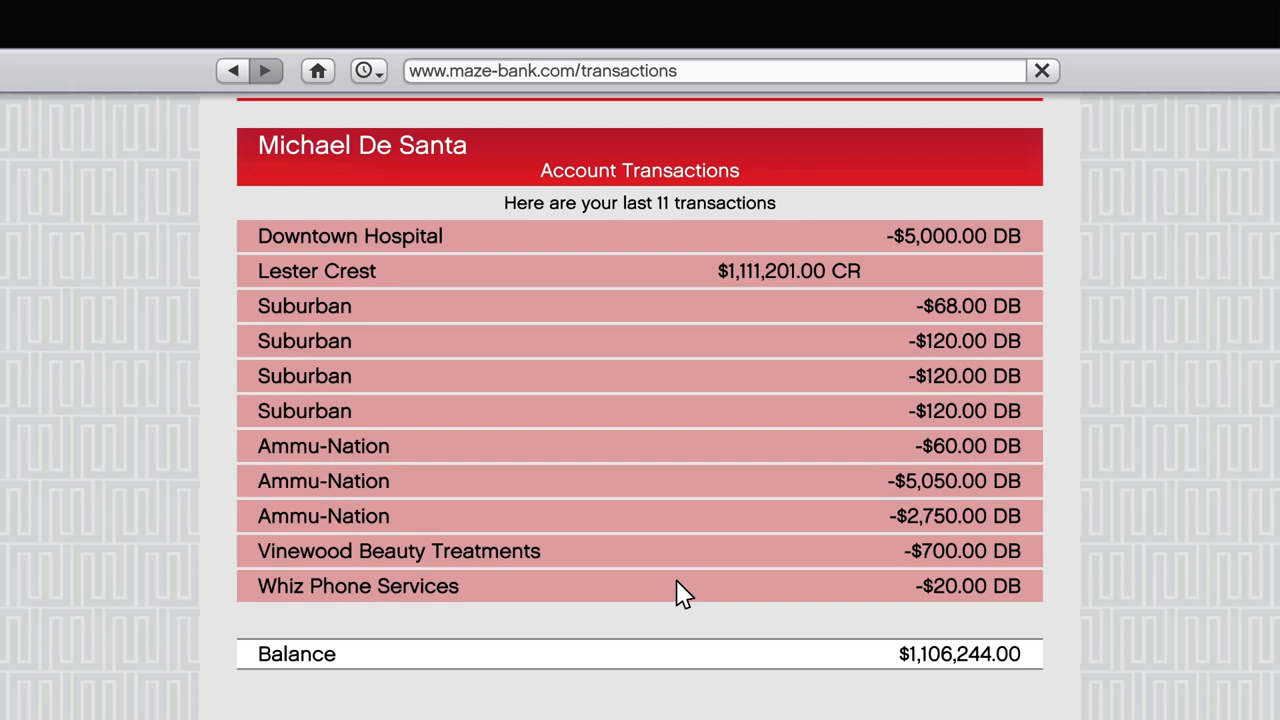 www.maze-bank.com/transactions
Michael De Santa
Account Transactions
Here are your last 11 transactions
Downtown Hospital -$5,000.00 DB
Lester Crest $1,111,201.00 CR
Suburban -$68.00 DB
Suburban -$120.00 DB
Suburban -$120.00 DB
Suburban -$120.00 DB
Ammu-Nation -$60.00 DB
Ammu-Nation -$5,050.00 DB
Ammu-Nation -$2,750.00 DB
Vinewood Beauty Treatments -$700.00 DB
Whiz Phone Services -$20.00 DB
Balance $1,106,244.00